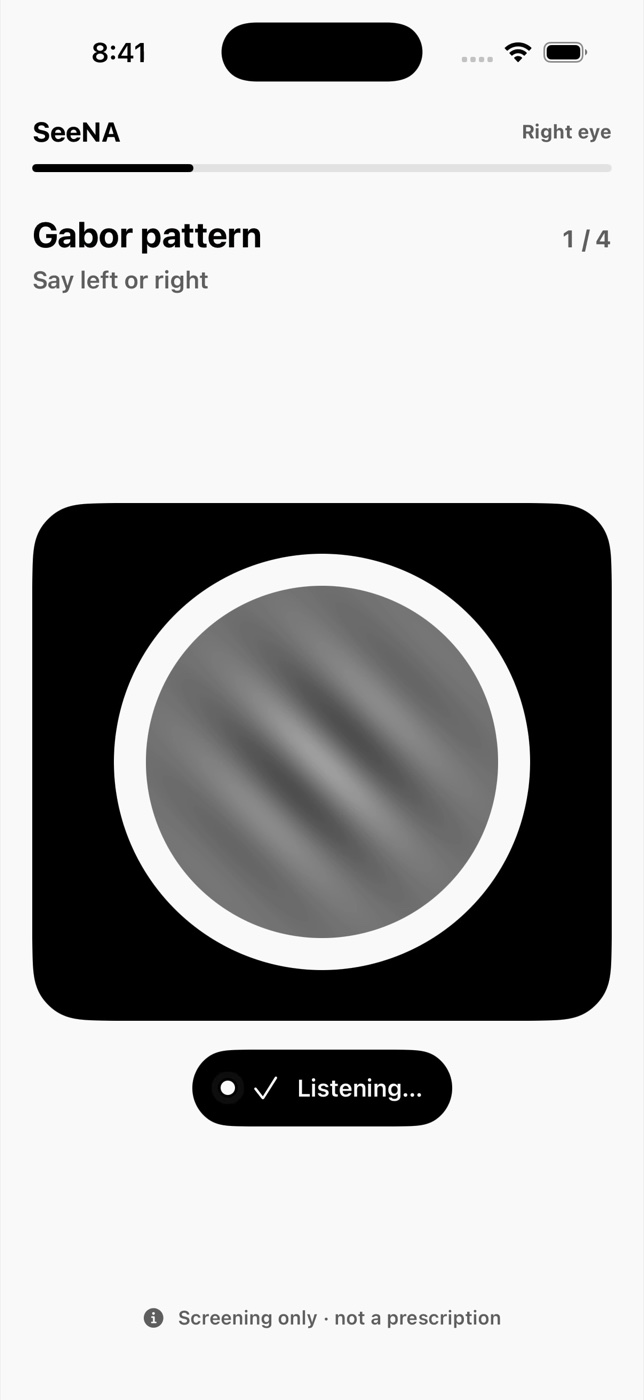 8:41
SeeNA
Right eye
Gabor pattern
1 / 4
Say left or right
Listening...
Screening only · not a prescription